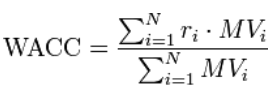 WACC = \frac{\sum_{i=1}^{N} r_i \cdot MV_i}{\sum_{i=1}^{N} MV_i}